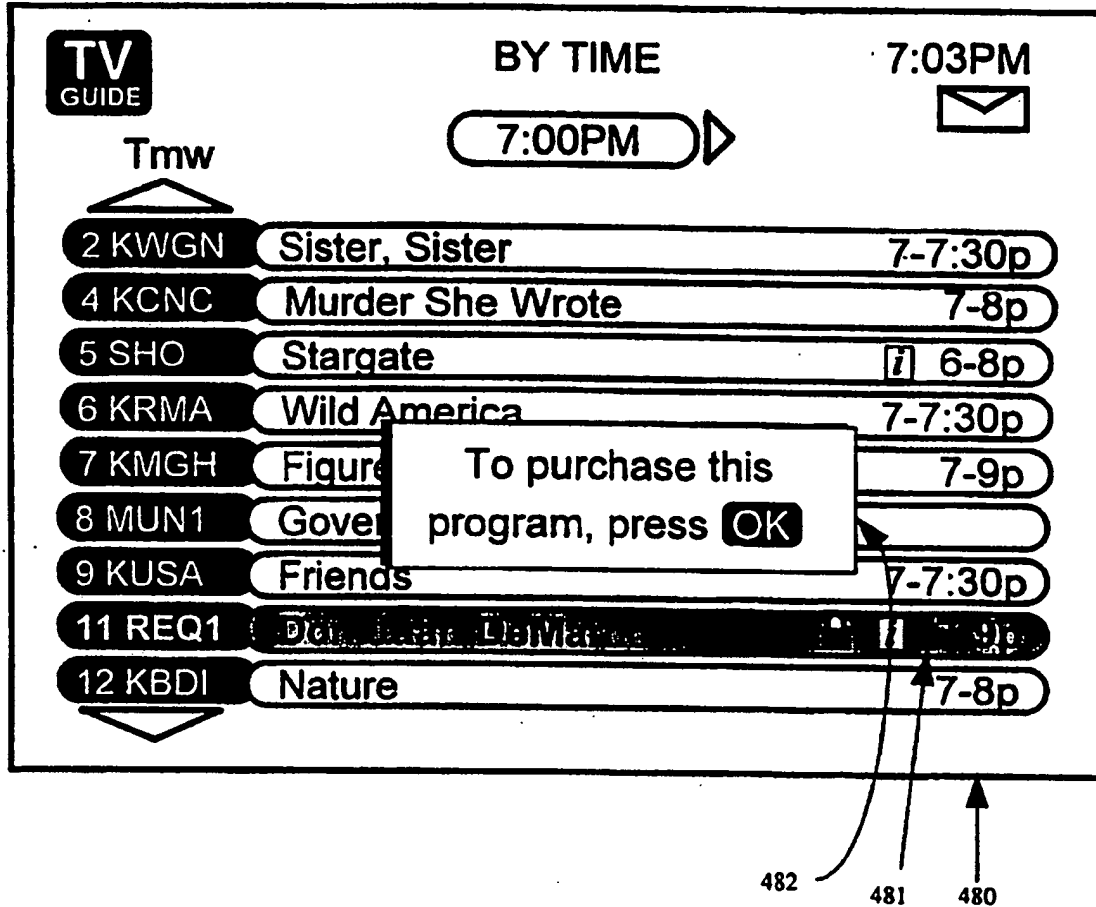 TV
GUIDE
BY TIME
7:03PM
7:00PM
Tmw
2 KWGN Sister, Sister 7-7:30p
4 KCNC Murder She Wrote 7-8p
5 SHO Stargate i 6-8p
6 KRMA Wild America 7-7:30p
7 KMGH Figure 7-9p
8 MUN1 Gover
To purchase this
program, press OK
9 KUSA Friends 7-7:30p
11 REQ1 i
12 KBDI Nature 7-8p
482
481
480